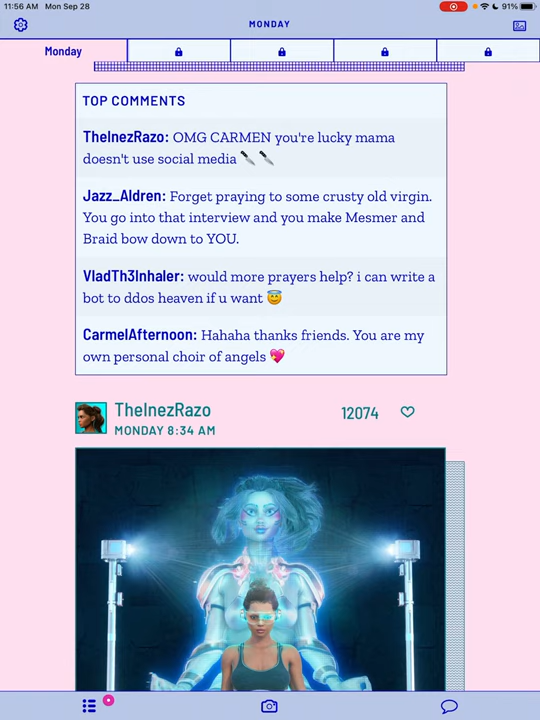 11:56 AM Mon Sep 28
91%
MONDAY
Monday
TOP COMMENTS
TheInezRazo: OMG CARMEN you're lucky mama
doesn't use social media 🔪 🔪
Jazz_Aldren: Forget praying to some crusty old virgin.
You go into that interview and you make Mesmer and
Braid bow down to YOU.
VladTh3Inhaler: would more prayers help? i can write a
bot to ddos heaven if u want 😇
CarmelAfternoon: Hahaha thanks friends. You are my
own personal choir of angels 💖
TheInezRazo
12074
MONDAY 8:34 AM